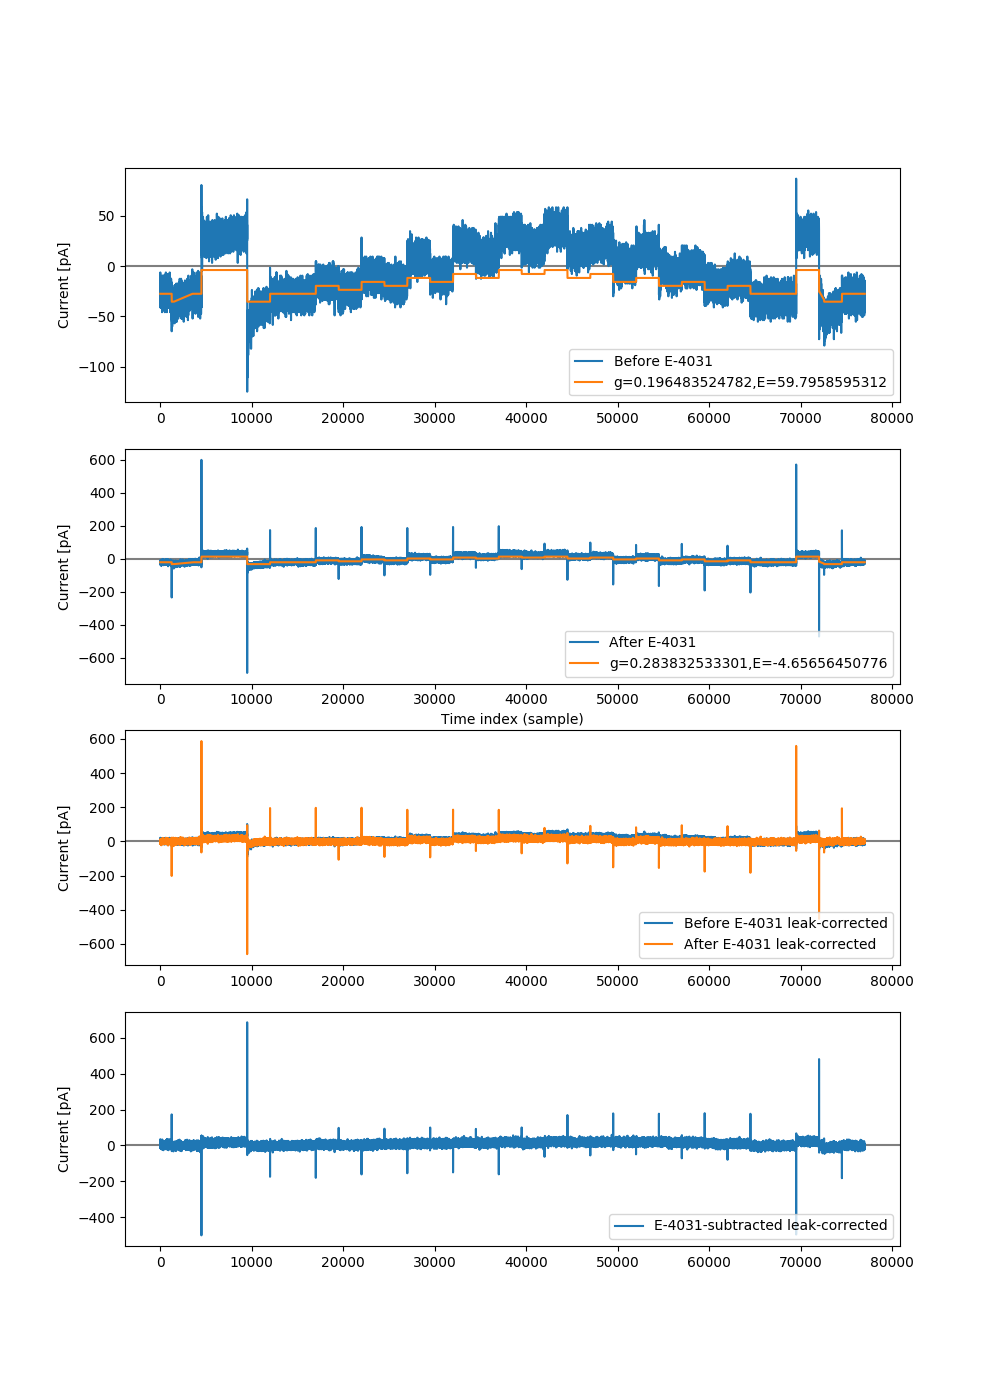 50
0
−50
−100
Current [pA]
Before E-4031
g=0.196483524782,E=59.7958595312
0 10000 20000 30000 40000 50000 60000 70000 80000
600
400
200
0
−200
−400
−600
Current [pA]
After E-4031
g=0.283832533301,E=-4.65656450776
0 10000 20000 30000 40000 50000 60000 70000 80000
Time index (sample)
600
400
200
0
−200
−400
−600
Current [pA]
Before E-4031 leak-corrected
After E-4031 leak-corrected
0 10000 20000 30000 40000 50000 60000 70000 80000
600
400
200
0
−200
−400
Current [pA]
E-4031-subtracted leak-corrected
0 10000 20000 30000 40000 50000 60000 70000 80000